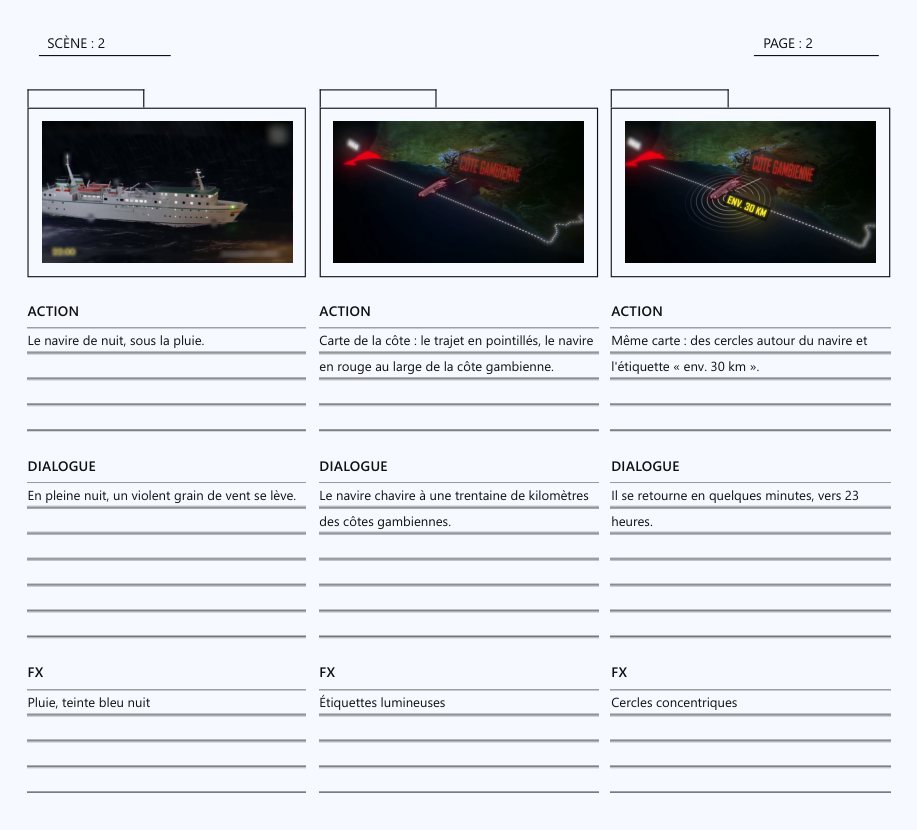 SCÈNE : 2
PAGE : 2
CÔTE GAMBIENNE
CÔTE GAMBIENNE
ENV. 30 KM
ACTION
Le navire de nuit, sous la pluie.
ACTION
Carte de la côte : le trajet en pointillés, le navire
en rouge au large de la côte gambienne.
ACTION
Même carte : des cercles autour du navire et
l'étiquette « env. 30 km ».
DIALOGUE
En pleine nuit, un violent grain de vent se lève.
DIALOGUE
Le navire chavire à une trentaine de kilomètres
des côtes gambiennes.
DIALOGUE
Il se retourne en quelques minutes, vers 23
heures.
FX
Pluie, teinte bleu nuit
FX
Étiquettes lumineuses
FX
Cercles concentriques